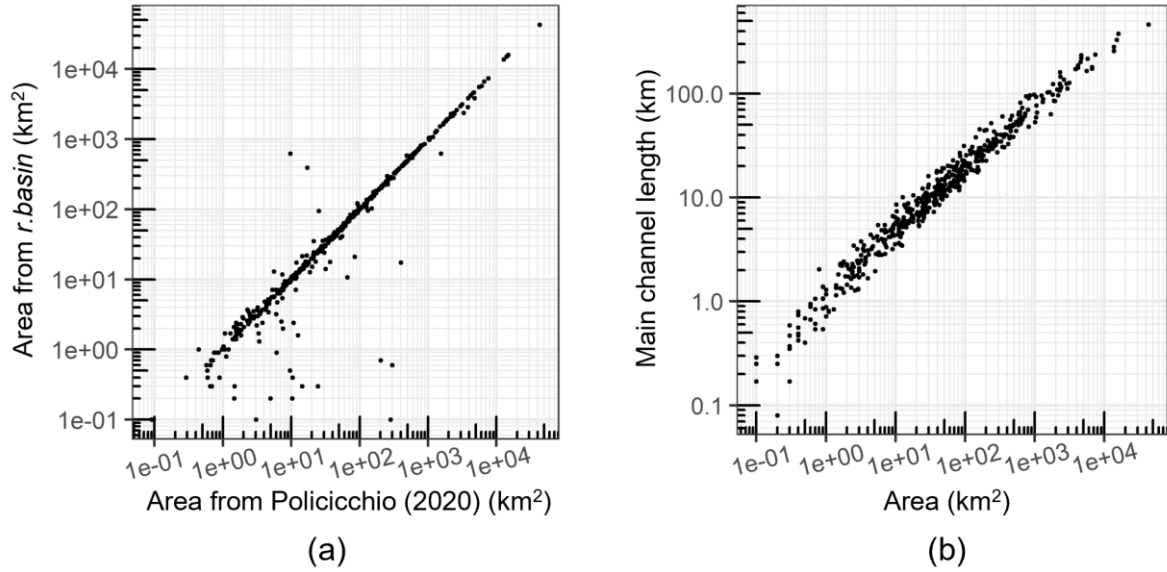 Area from r.basin (km²)
1e+04
1e+03
1e+02
1e+01
1e+00
1e-01
1e-01 1e+00 1e+01 1e+02 1e+03 1e+04
Area from Policicchio (2020) (km²)
(a)
Main channel length (km)
100.0
10.0
1.0
0.1
1e-01 1e+00 1e+01 1e+02 1e+03 1e+04
Area (km²)
(b)